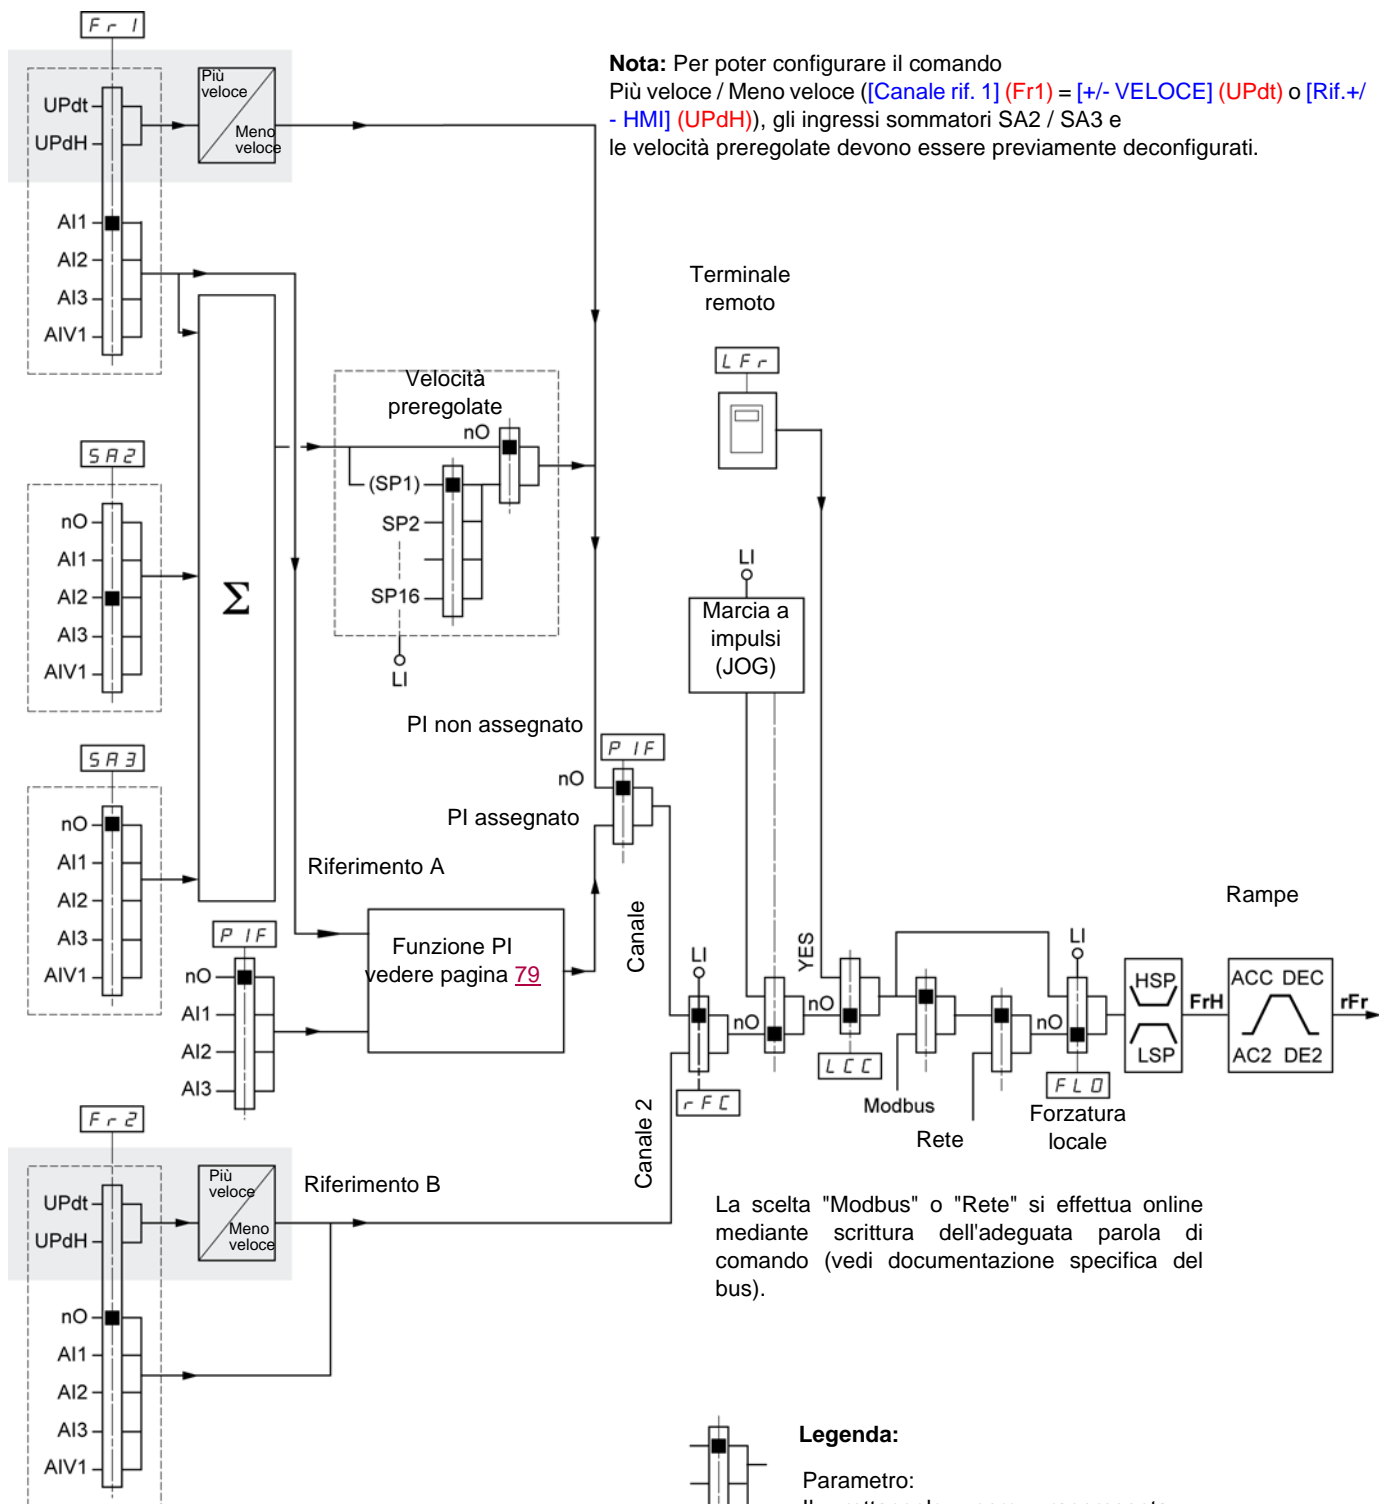 Fr1
Nota: Per poter configurare il comando
Più veloce / Meno veloce ([Canale rif. 1] (Fr1) = [+/- VELOCE] (UPdt) o [Rif.+/
- HMI] (UPdH)), gli ingressi sommatori SA2 / SA3 e
le velocità preregolate devono essere previamente deconfigurati.
UPdt
UPdH
Più
veloce
Meno
veloce
AI1
AI2
AI3
AIV1
Terminale
remoto
LFr
Velocità
preregolate
nO
(SP1)
SP2
SP16
LI
SA2
nO
AI1
AI2
AI3
AIV1
Σ
LI
Marcia a
impulsi
(JOG)
PI non assegnato
PIF
nO
PI assegnato
SA3
nO
AI1
AI2
AI3
AIV1
Riferimento A
PIF
nO
AI1
AI2
AI3
Funzione PI
vedere pagina 79
Canale
LI
rFC
nO
YES
nO
LCC
Modbus
Rete
nO
LI
FLO
Forzatura
locale
Rampe
HSP
LSP
FrH
ACC DEC
AC2 DE2
rFr
Fr2
UPdt
UPdH
Più
veloce
Meno
veloce
Riferimento B
Canale 2
nO
AI1
AI2
AI3
AIV1
La scelta "Modbus" o "Rete" si effettua online
mediante scrittura dell'adeguata parola di
comando (vedi documentazione specifica del
bus).
Legenda:
Parametro: